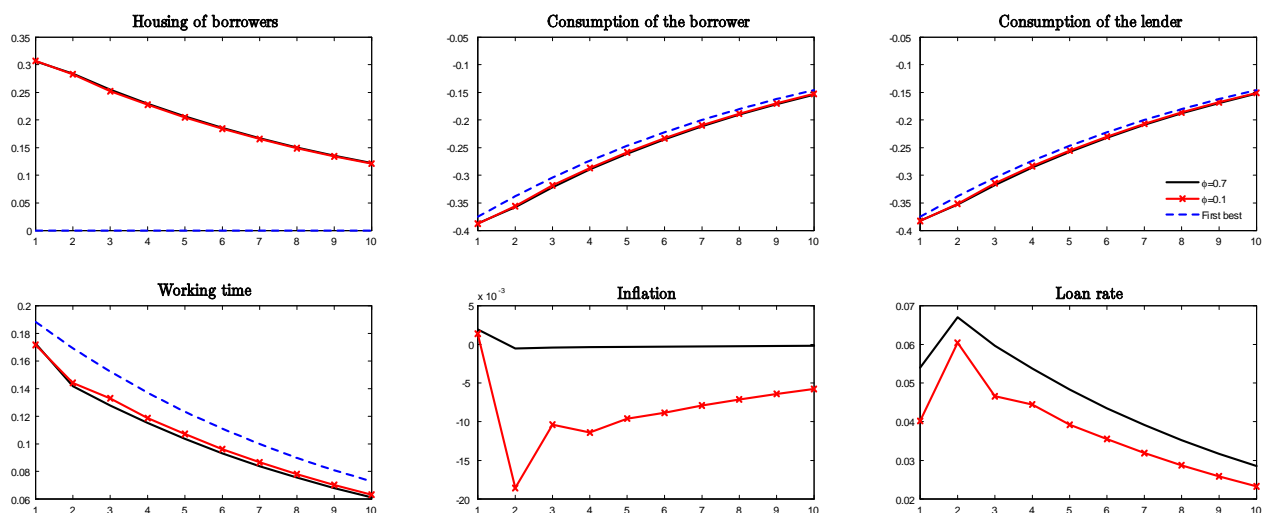 Housing of borrowers
0.35
0.3
0.25
0.2
0.15
0.1
0.05
0
1 2 3 4 5 6 7 8 9 10
Consumption of the borrower
-0.05
-0.1
-0.15
-0.2
-0.25
-0.3
-0.35
-0.4
1 2 3 4 5 6 7 8 9 10
Consumption of the lender
-0.05
-0.1
-0.15
-0.2
-0.25
-0.3
-0.35
-0.4
1 2 3 4 5 6 7 8 9 10
ϕ=0.7
ϕ=0.1
First best
Working time
0.2
0.18
0.16
0.14
0.12
0.1
0.08
0.06
1 2 3 4 5 6 7 8 9 10
Inflation
x 10⁻³
5
0
-5
-10
-15
-20
1 2 3 4 5 6 7 8 9 10
Loan rate
0.07
0.06
0.05
0.04
0.03
0.02
1 2 3 4 5 6 7 8 9 10